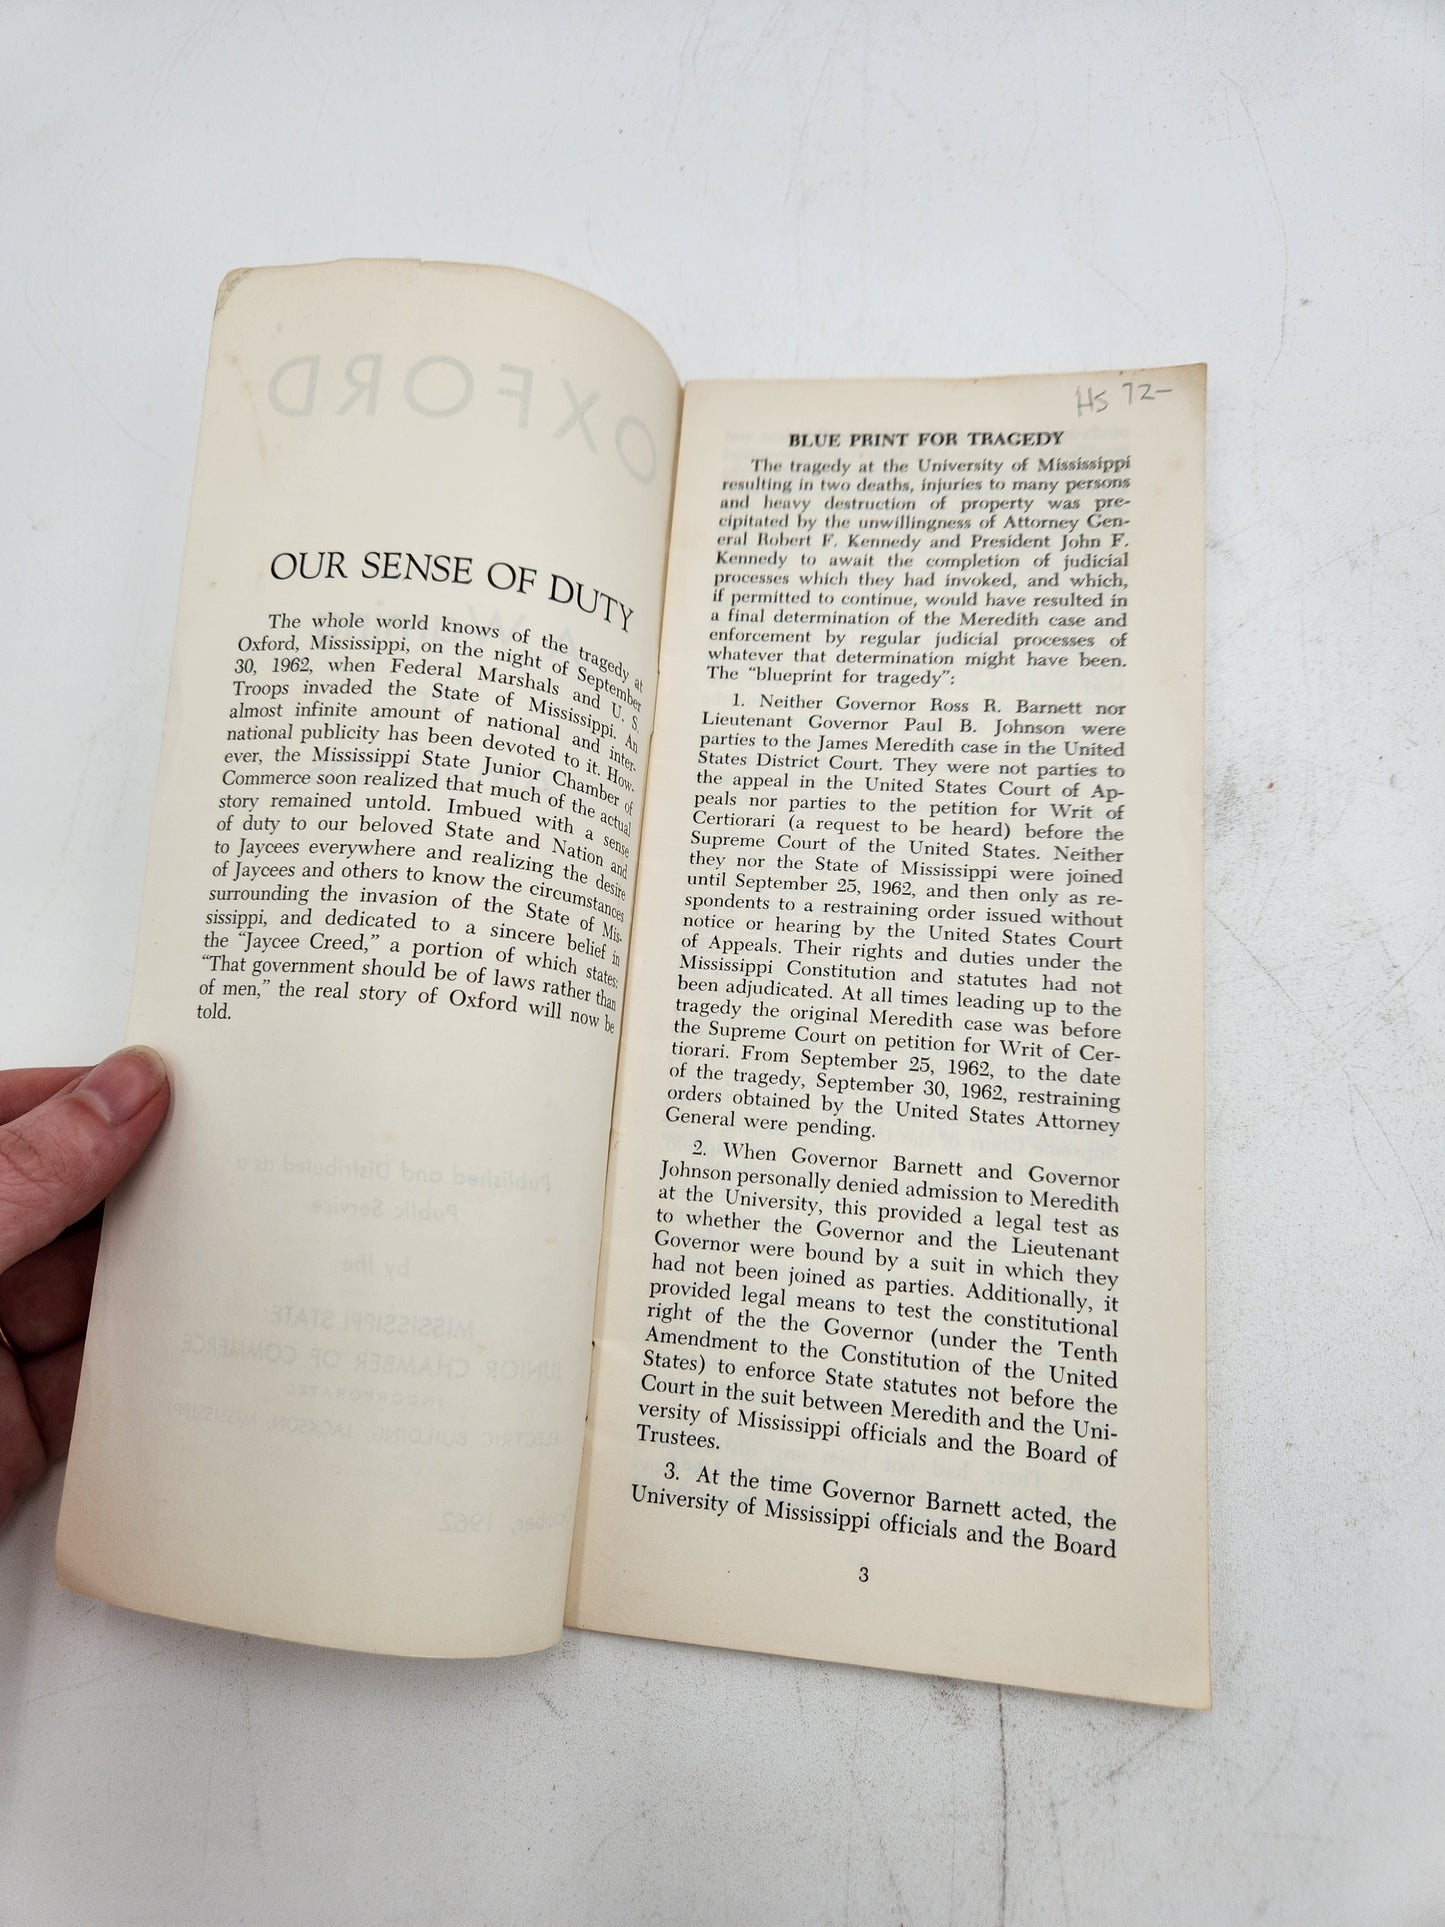 OXFORD
OUR SENSE OF DUTY
The whole world knows of the tragedy at
Oxford, Mississippi, on the night of September
30, 1962, when Federal Marshals and U. S.
Troops invaded the State of Mississippi. An
almost infinite amount of national and inter-
national publicity has been devoted to it. How-
ever, the Mississippi State Junior Chamber of
Commerce soon realized that much of the actual
story remained untold. Imbued with a sense
of duty to our beloved State and Nation and
to Jaycees everywhere and realizing the desire
of Jaycees and others to know the circumstances
surrounding the invasion of the State of Mis-
sissippi, and dedicated to a sincere belief in
the "Jaycee Creed," a portion of which states:
"That government should be of laws rather than
of men," the real story of Oxford will now be
told.
Published and Distributed as a
Public Service
by the
MISSISSIPPI STATE
JUNIOR CHAMBER OF COMMERCE
INCORPORATED
ELECTRIC BUILDING JACKSON, MISSISSIPPI
October, 1962
HS 72-
BLUE PRINT FOR TRAGEDY
The tragedy at the University of Mississippi
resulting in two deaths, injuries to many persons
and heavy destruction of property was pre-
cipitated by the unwillingness of Attorney Gen-
eral Robert F. Kennedy and President John F.
Kennedy to await the completion of judicial
processes which they had invoked, and which,
if permitted to continue, would have resulted in
a final determination of the Meredith case and
enforcement by regular judicial processes of
whatever that determination might have been.
The "blueprint for tragedy":
1. Neither Governor Ross R. Barnett nor
Lieutenant Governor Paul B. Johnson were
parties to the James Meredith case in the United
States District Court. They were not parties to
the appeal in the United States Court of Ap-
peals nor parties to the petition for Writ of
Certiorari (a request to be heard) before the
Supreme Court of the United States. Neither
they nor the State of Mississippi were joined
until September 25, 1962, and then only as re-
spondents to a restraining order issued without
notice or hearing by the United States Court
of Appeals. Their rights and duties under the
Mississippi Constitution and statutes had not
been adjudicated. At all times leading up to the
tragedy the original Meredith case was before
the Supreme Court on petition for Writ of Cer-
tiorari. From September 25, 1962, to the date
of the tragedy, September 30, 1962, restraining
orders obtained by the United States Attorney
General were pending.
2. When Governor Barnett and Governor
Johnson personally denied admission to Meredith
at the University, this provided a legal test as
to whether the Governor and the Lieutenant
Governor were bound by a suit in which they
had not been joined as parties. Additionally, it
provided legal means to test the constitutional
right of the the Governor (under the Tenth
Amendment to the Constitution of the United
States) to enforce State statutes not before the
Court in the suit between Meredith and the Uni-
versity of Mississippi officials and the Board of
Trustees.
3. At the time Governor Barnett acted, the
University of Mississippi officials and the Board
3